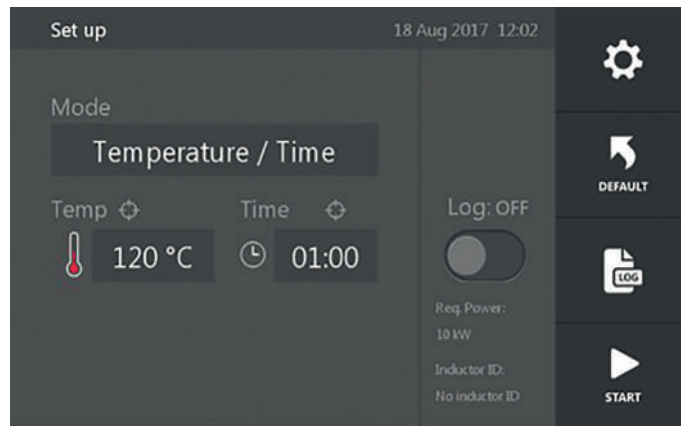 Set up
18 Aug 2017 12:02
Mode
Temperature / Time
Temp
Time
120 °C
01:00
Log: OFF
Req. Power:
10 kW
Inductor ID:
No inductor ID
DEFAULT
LOG
START